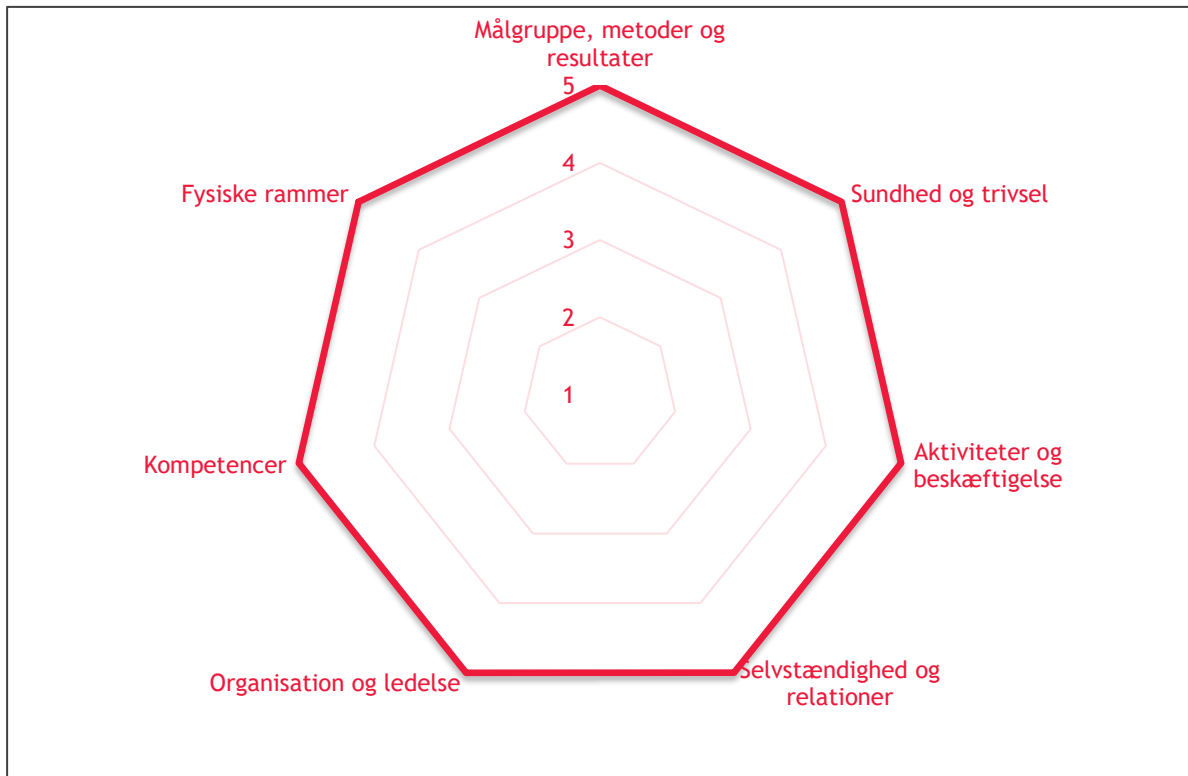 Målgruppe, metoder og
resultater
5
4
3
2
1
Sundhed og trivsel
Aktiviteter og
beskæftigelse
Selvstændighed og
relationer
Organisation og ledelse
Kompetencer
Fysiske rammer